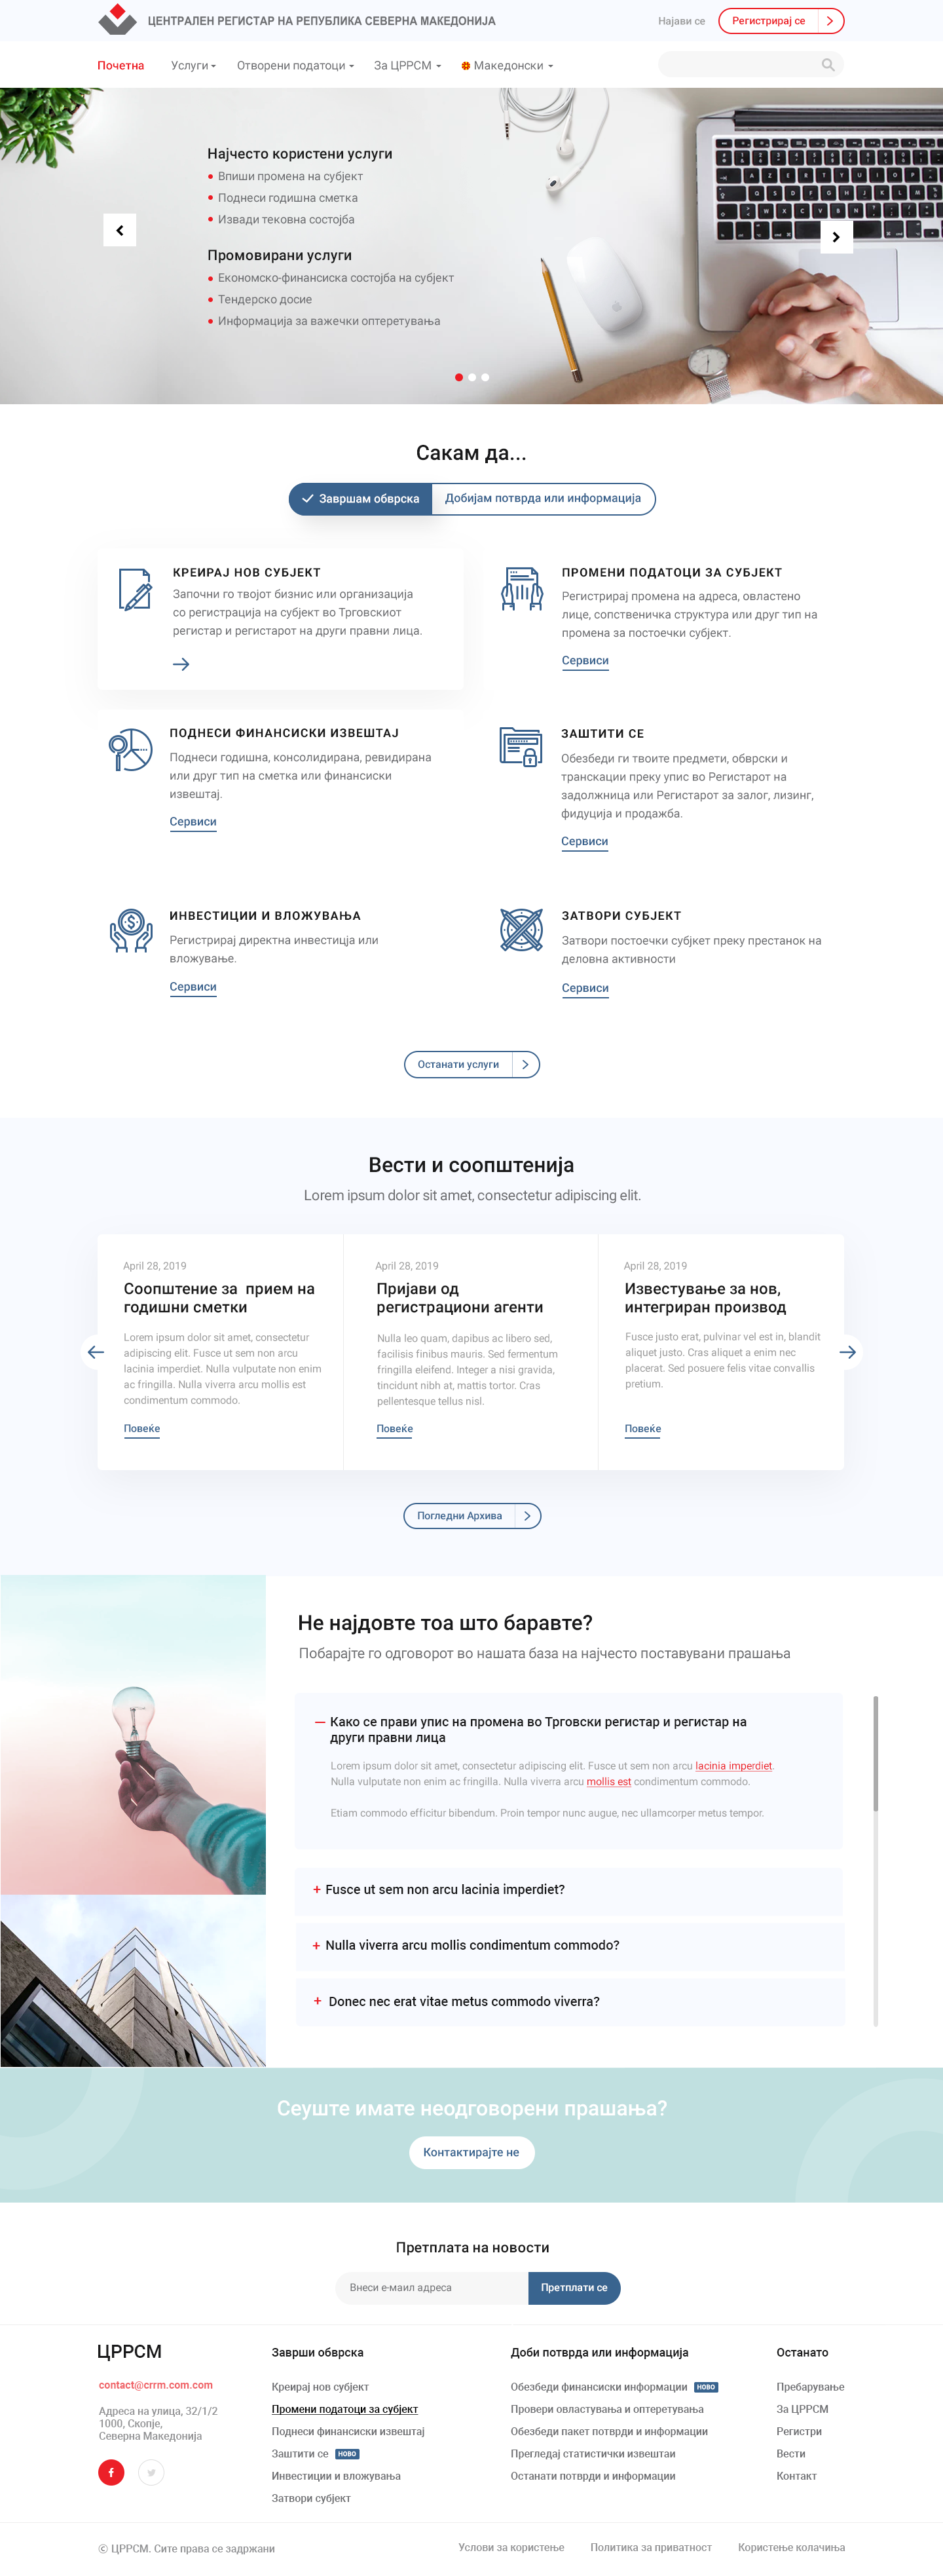 ЦЕНТРАЛЕН РЕГИСТАР НА РЕПУБЛИКА СЕВЕРНА МАКЕДОНИЈА
Најави се
Регистрирај се
Почетна
Услуги
Отворени податоци
За ЦРРСМ
Македонски
Најчесто користени услуги
Впиши промена на субјект
Поднеси годишна сметка
Извади тековна состојба
Промовирани услуги
Економско-финансиска состојба на субјект
Тендерско досие
Информација за важечки оптеретувања
Сакам да...
Завршам обврска
Добијам потврда или информација
КРЕИРАЈ НОВ СУБЈЕКТ
Започни го твојот бизнис или организација
со регистрација на субјект во Трговскиот
регистар и регистарот на други правни лица.
ПРОМЕНИ ПОДАТОЦИ ЗА СУБЈЕКТ
Регистрирај промена на адреса, овластено
лице, сопственичка структура или друг тип на
промена за постоечки субјект.
Сервиси
ПОДНЕСИ ФИНАНСИСКИ ИЗВЕШТАЈ
Поднеси годишна, консолидирана, ревидирана
или друг тип на сметка или финансиски
извештај.
Сервиси
ЗАШТИТИ СЕ
Обезбеди ги твоите предмети, обврски и
транскации преку упис во Регистарот на
задолжница или Регистарот за залог, лизинг,
фидуција и продажба.
Сервиси
ИНВЕСТИЦИИ И ВЛОЖУВАЊА
Регистрирај директна инвестицја или
вложување.
Сервиси
ЗАТВОРИ СУБЈЕКТ
Затвори постоечки субјкет преку престанок на
деловна активности
Сервиси
Останати услуги
Вести и соопштенија
Lorem ipsum dolor sit amet, consectetur adipiscing elit.
April 28, 2019
Соопштение за  прием на
годишни сметки
Lorem ipsum dolor sit amet, consectetur
adipiscing elit. Fusce ut sem non arcu
lacinia imperdiet. Nulla vulputate non enim
ac fringilla. Nulla viverra arcu mollis est
condimentum commodo.
Повеќе
April 28, 2019
Пријави од
регистрациони агенти
Nulla leo quam, dapibus ac libero sed,
facilisis finibus mauris. Sed fermentum
fringilla eleifend. Integer a nisi gravida,
tincidunt nibh at, mattis tortor. Cras
pellentesque tellus nisl.
Повеќе
April 28, 2019
Известување за нов,
интегриран производ
Fusce justo erat, pulvinar vel est in, blandit
aliquet justo. Cras aliquet a enim nec
placerat. Sed posuere felis vitae convallis
pretium.
Повеќе
Погледни Архива
Не најдовте тоа што баравте?
Побарајте го одговорот во нашата база на најчесто поставувани прашања
Како се прави упис на промена во Трговски регистар и регистар на
други правни лица
Lorem ipsum dolor sit amet, consectetur adipiscing elit. Fusce ut sem non arcu lacinia imperdiet.
Nulla vulputate non enim ac fringilla. Nulla viverra arcu mollis est condimentum commodo.
Etiam commodo efficitur bibendum. Proin tempor nunc augue, nec ullamcorper metus tempor.
+ Fusce ut sem non arcu lacinia imperdiet?
+ Nulla viverra arcu mollis condimentum commodo?
+ Donec nec erat vitae metus commodo viverra?
Сеуште имате неодговорени прашања?
Контактирајте не
Претплата на новости
Внеси е-маил адреса
Претплати се
ЦРРСМ
contact@crrm.com.com
Адреса на улица, 32/1/2
1000, Скопје,
Северна Македонија
Заврши обврска
Креирај нов субјект
Промени податоци за субјект
Поднеси финансиски извештај
Заштити се НОВО
Инвестиции и вложувања
Затвори субјект
Доби потврда или информација
Обезбеди финансиски информации НОВО
Провери овластувања и оптеретувања
Обезбеди пакет потврди и информации
Прегледај статистички извештаи
Останати потврди и информации
Останато
Пребарување
За ЦРРСМ
Регистри
Вести
Контакт
© ЦРРСМ. Сите права се задржани
Услови за користење
Политика за приватност
Користење колачиња